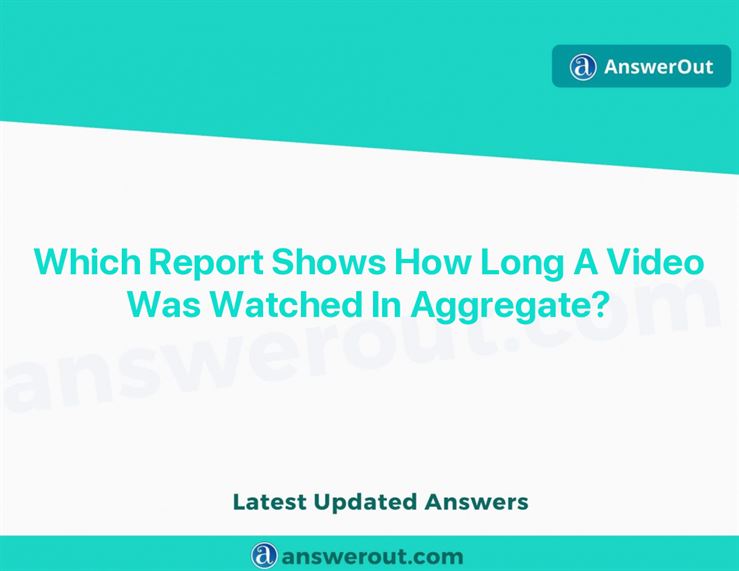 AnswerOut
Which Report Shows How Long A Video
Was Watched In Aggregate?
answerout.com
Latest Updated Answers
answerout.com